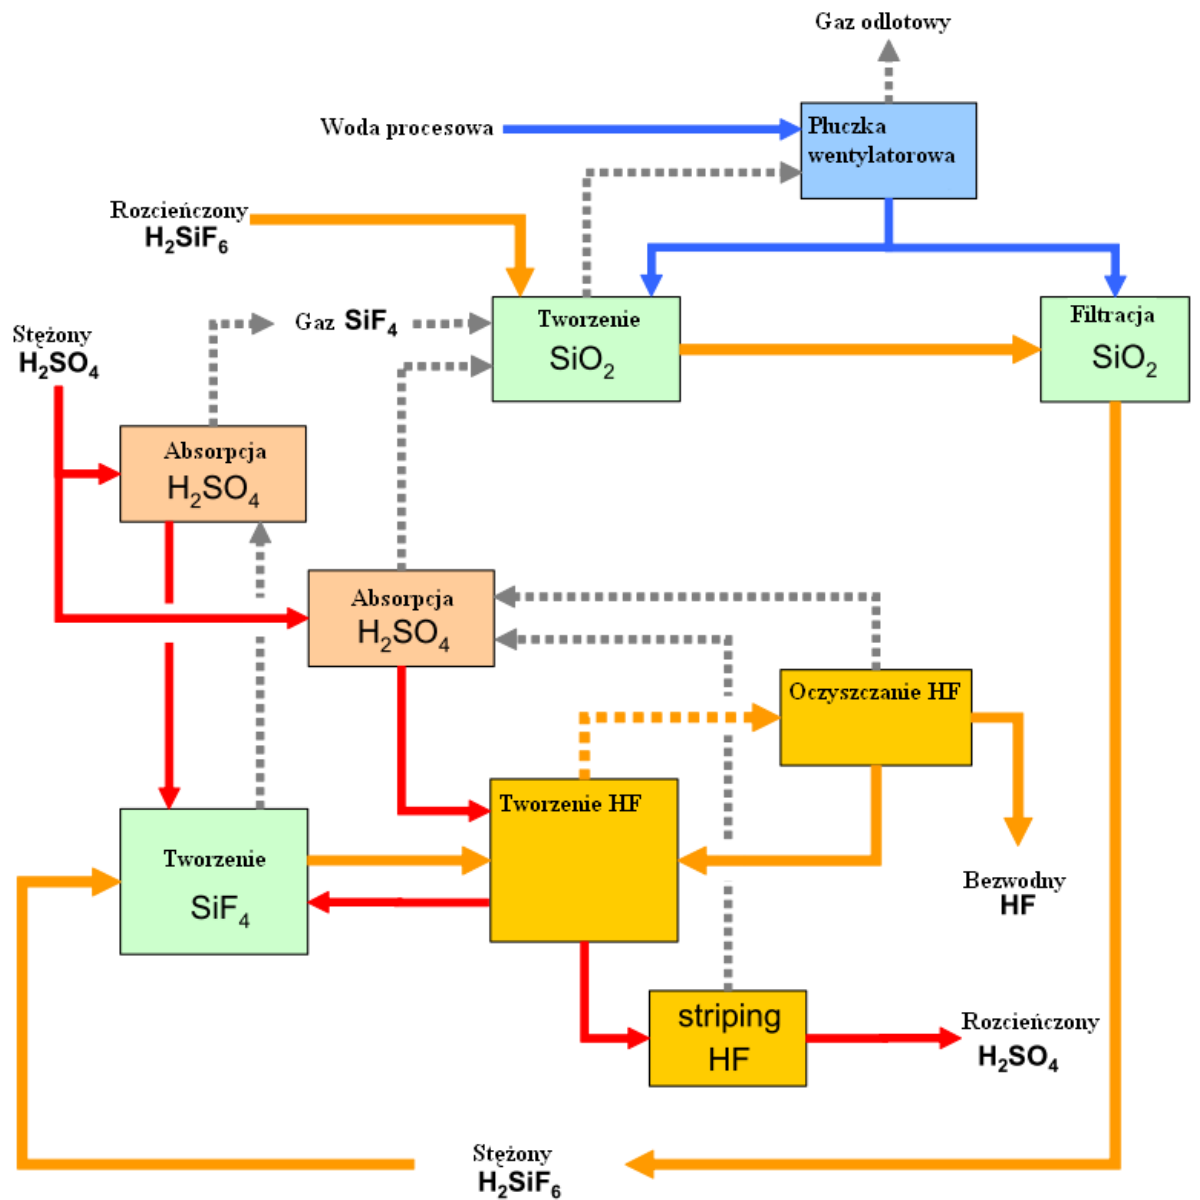 Gaz odlotowy
Woda procesowa
Płuczka
wentylatorowa
Rozcieńczony
H₂SiF₆
Gaz SiF₄
Tworzenie
SiO₂
Filtracja
SiO₂
Stężony
H₂SO₄
Absorpcja
H₂SO₄
Absorpcja
H₂SO₄
Oczyszczanie HF
Tworzenie HF
Tworzenie
SiF₄
Bezwodny
HF
striping
HF
Rozcieńczony
H₂SO₄
Stężony
H₂SiF₆